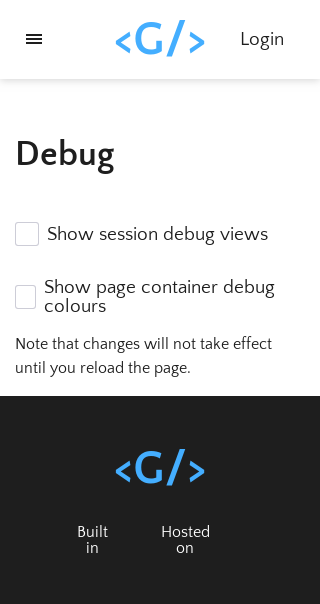 <G/>
Login
Debug
Show session debug views
Show page container debug
colours
Note that changes will not take effect
until you reload the page.
<G/>
Built
in
Hosted
on